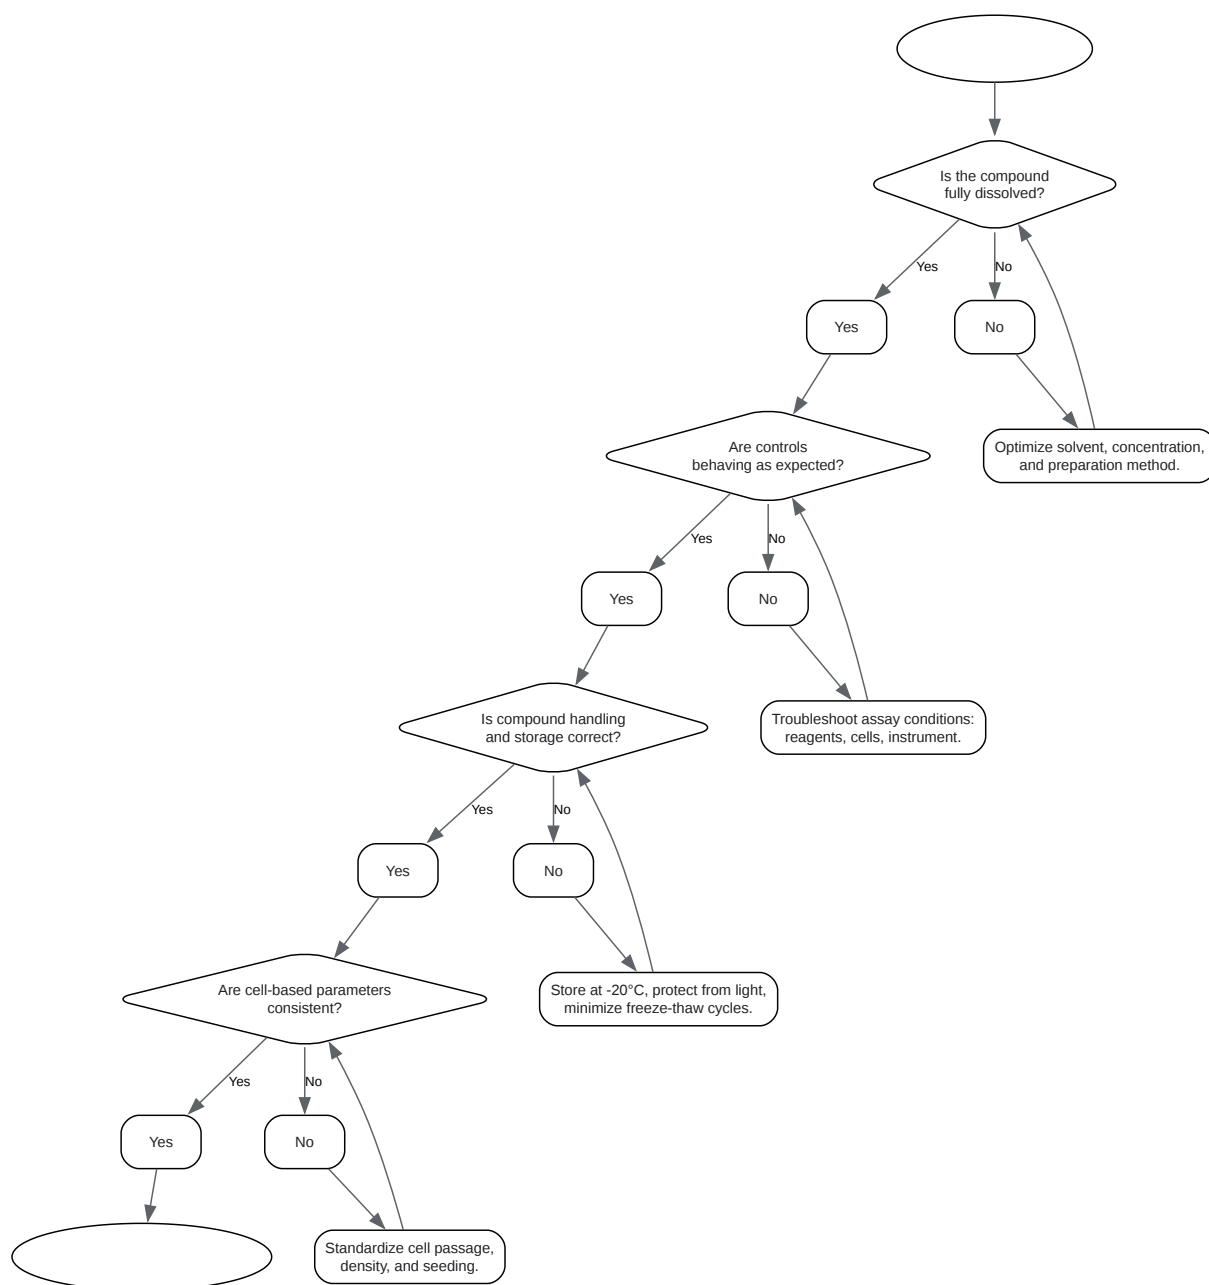 Is the compound
fully dissolved?
Yes
No
Yes
No
Are controls
behaving as expected?
Optimize solvent, concentration,
and preparation method.
Yes
No
Yes
No
Is compound handling
and storage correct?
Troubleshoot assay conditions:
reagents, cells, instrument.
Yes
No
Yes
No
Are cell-based parameters
consistent?
Store at -20°C, protect from light,
minimize freeze-thaw cycles.
Yes
No
Yes
No
Standardize cell passage,
density, and seeding.